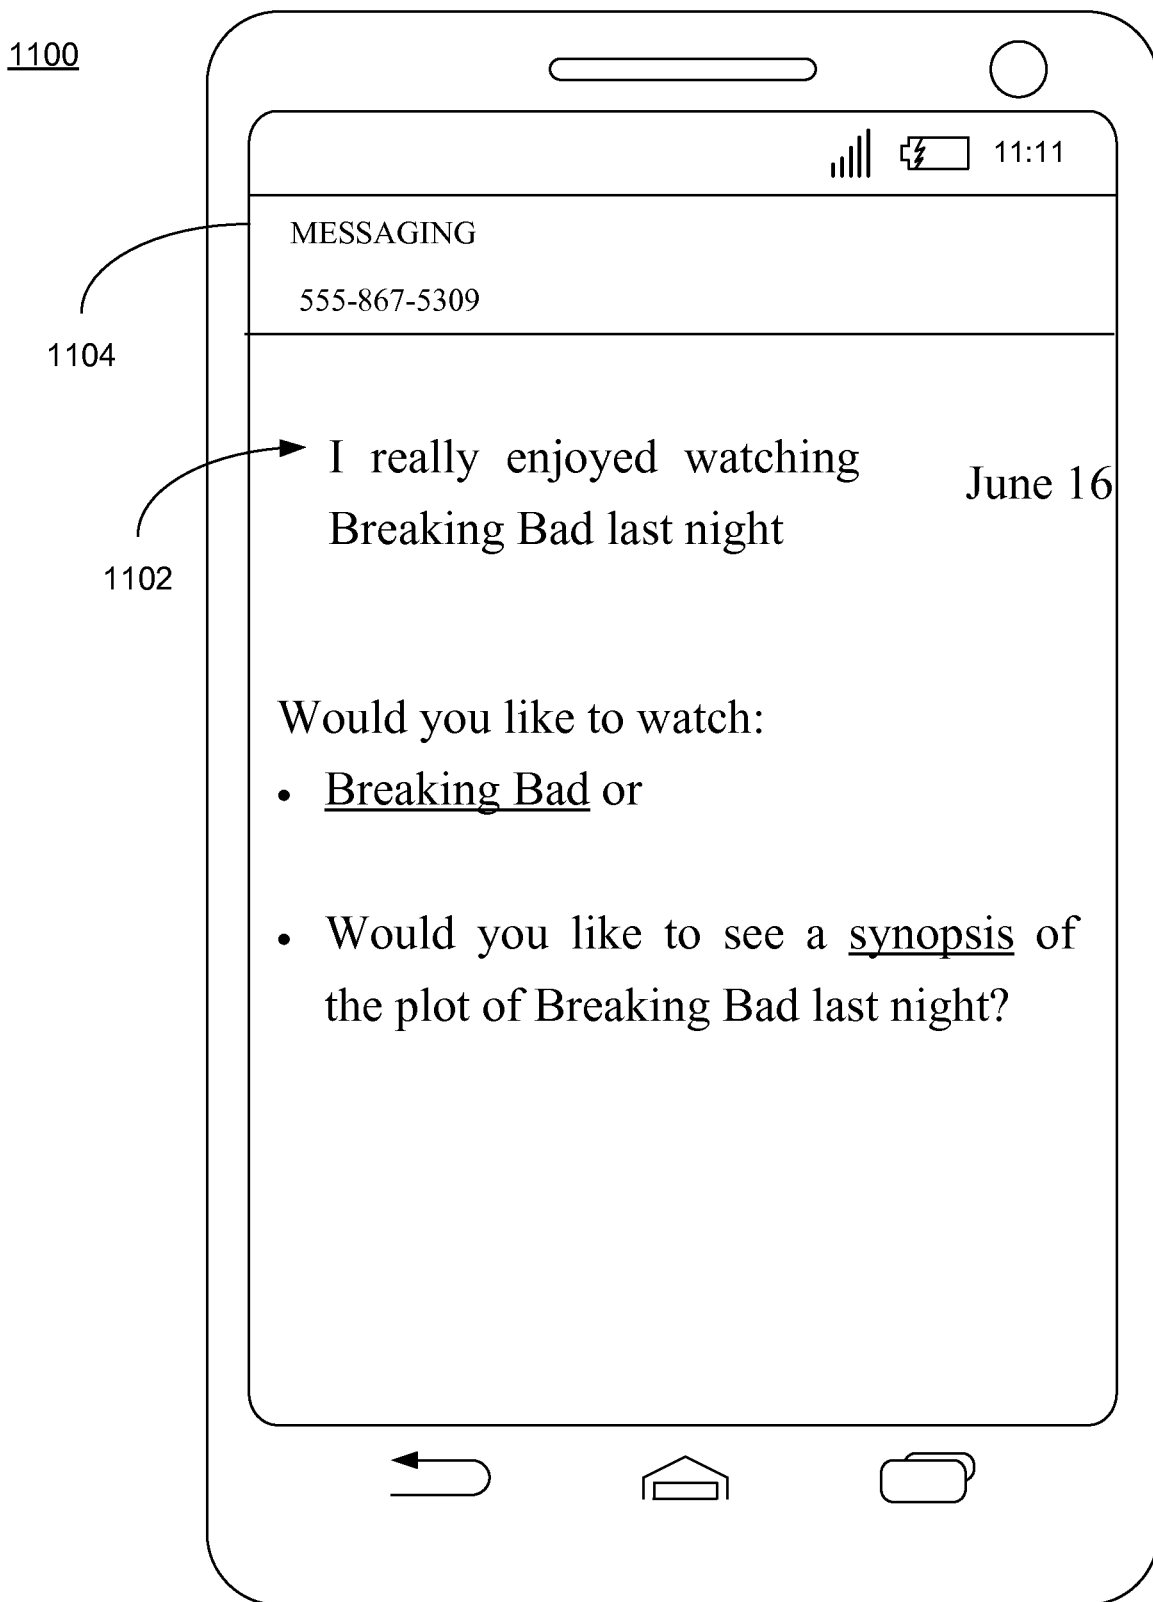 1100
11:11
MESSAGING
555-867-5309
1104
I really enjoyed watching
June 16
Breaking Bad last night
1102
Would you like to watch:
• Breaking Bad or
• Would you like to see a synopsis of
the plot of Breaking Bad last night?